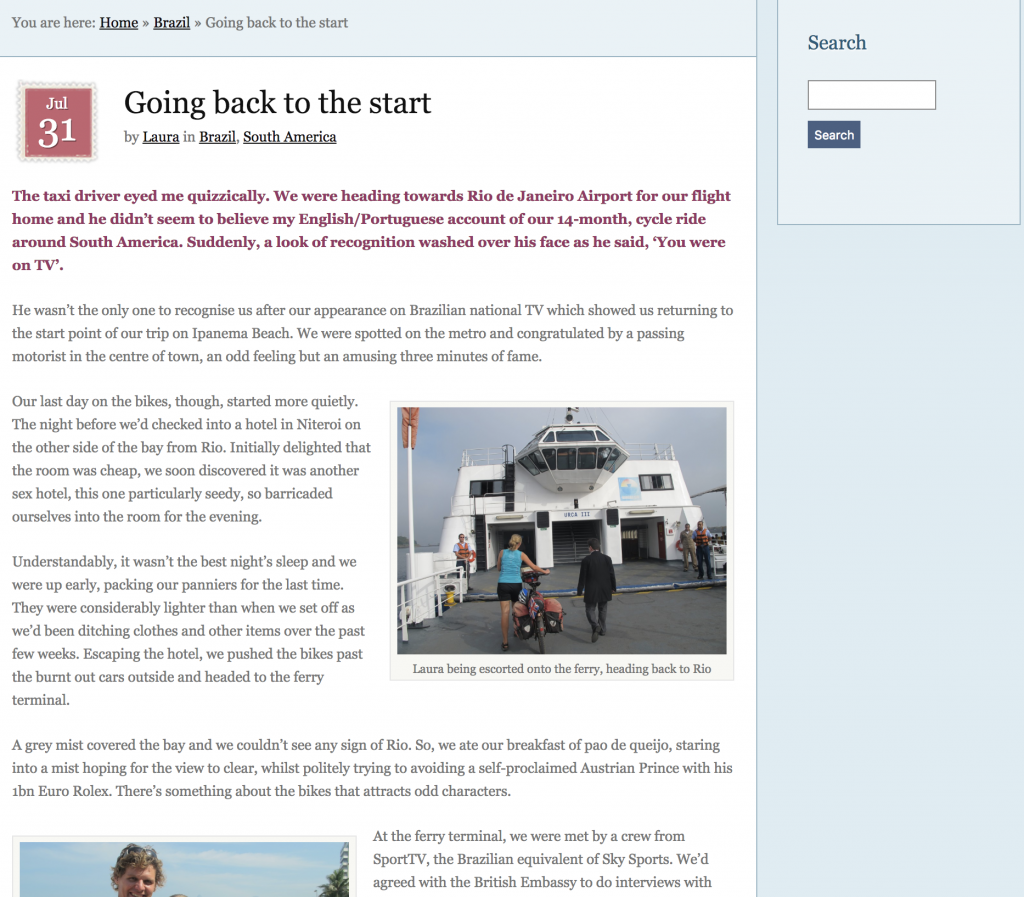 You are here: Home » Brazil » Going back to the start
Search
Search
Jul
31
Going back to the start
by Laura in Brazil, South America
The taxi driver eyed me quizzically. We were heading towards Rio de Janeiro Airport for our flight
home and he didn’t seem to believe my English/Portuguese account of our 14-month, cycle ride
around South America. Suddenly, a look of recognition washed over his face as he said, ‘You were
on TV’.
He wasn’t the only one to recognise us after our appearance on Brazilian national TV which showed us returning to
the start point of our trip on Ipanema Beach. We were spotted on the metro and congratulated by a passing
motorist in the centre of town, an odd feeling but an amusing three minutes of fame.
Our last day on the bikes, though, started more quietly.
The night before we’d checked into a hotel in Niteroi on
the other side of the bay from Rio. Initially delighted that
the room was cheap, we soon discovered it was another
sex hotel, this one particularly seedy, so barricaded
ourselves into the room for the evening.
Understandably, it wasn’t the best night’s sleep and we
were up early, packing our panniers for the last time.
They were considerably lighter than when we set off as
we’d been ditching clothes and other items over the past
few weeks. Escaping the hotel, we pushed the bikes past
the burnt out cars outside and headed to the ferry
terminal.
URCA III
Laura being escorted onto the ferry, heading back to Rio
A grey mist covered the bay and we couldn’t see any sign of Rio. So, we ate our breakfast of pao de queijo, staring
into a mist hoping for the view to clear, whilst politely trying to avoiding a self-proclaimed Austrian Prince with his
1bn Euro Rolex. There’s something about the bikes that attracts odd characters.
At the ferry terminal, we were met by a crew from
SportTV, the Brazilian equivalent of Sky Sports. We’d
agreed with the British Embassy to do interviews with